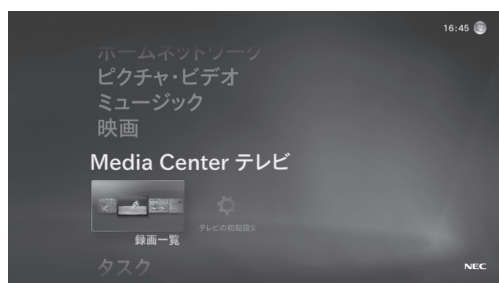 16:45
ホームネットワーク
ピクチャ・ビデオ
ミュージック
映画
Media Center テレビ
録画一覧
テレビの初期設定
タスク
NEC